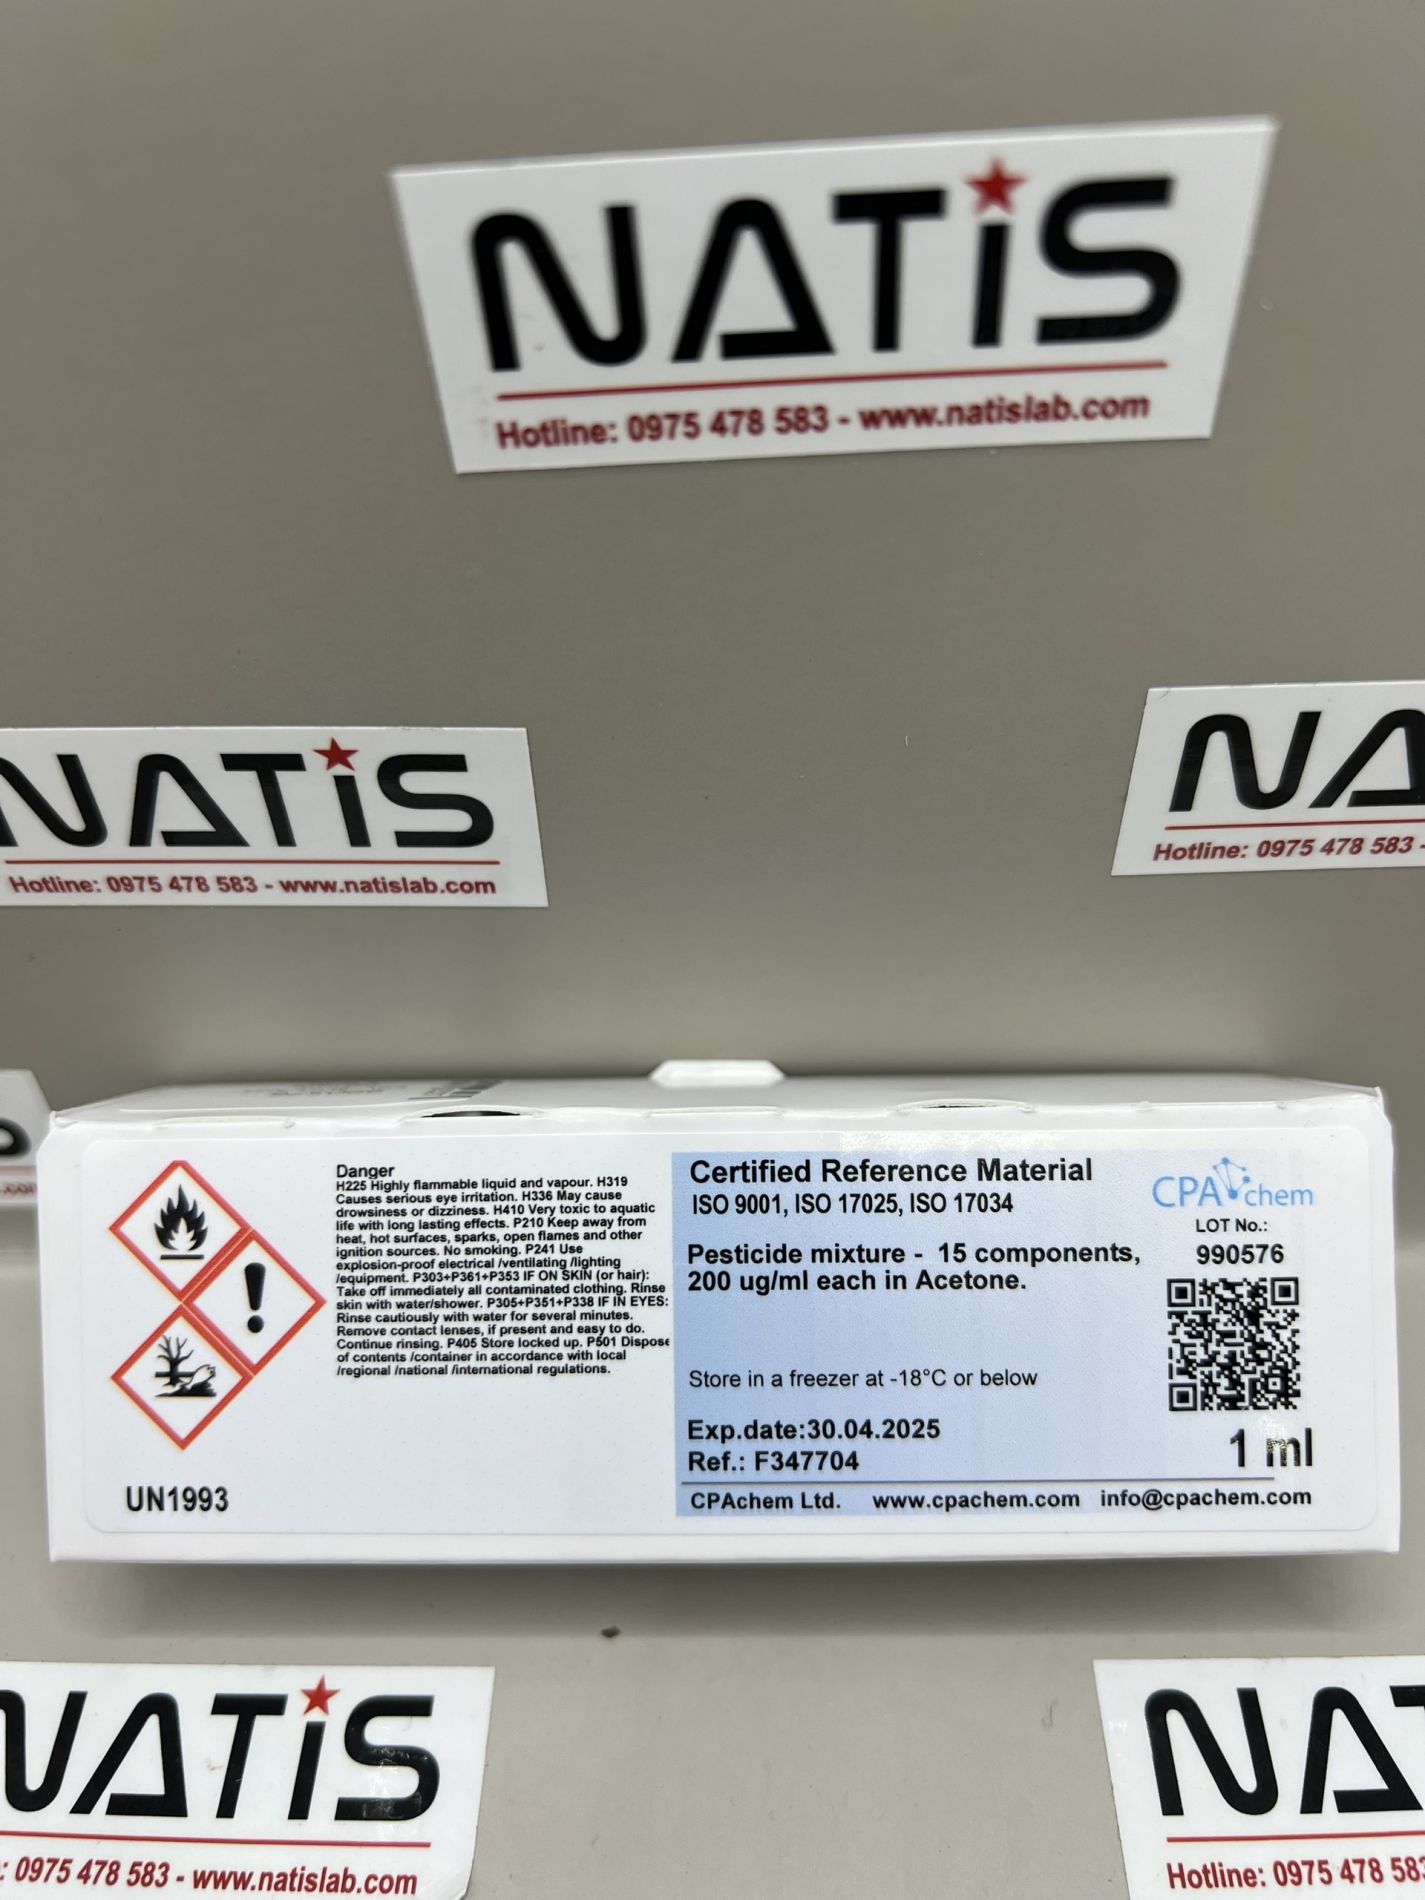 NATiS
Hotline: 0975 478 583 - www.natislab.com
NATiS
Hotline: 0975 478 583 - www.natislab.com
NA
Hotline: 0975 478 583 -
Danger
H225 Highly flammable liquid and vapour. H319
Causes serious eye irritation. H336 May cause
drowsiness or dizziness. H410 Very toxic to aquatic
life with long lasting effects. P210 Keep away from
heat, hot surfaces, sparks, open flames and other
ignition sources. No smoking. P241 Use
explosion-proof electrical /ventilating /lighting
/equipment. P303+P361+P353 IF ON SKIN (or hair):
Take off immediately all contaminated clothing. Rinse
skin with water/shower. P305+P351+P338 IF IN EYES:
Rinse cautiously with water for several minutes.
Remove contact lenses, if present and easy to do.
Continue rinsing. P405 Store locked up. P501 Dispose
of contents /container in accordance with local
/regional /national /international regulations.
UN1993
Certified Reference Material
ISO 9001, ISO 17025, ISO 17034
Pesticide mixture - 15 components,
200 ug/ml each in Acetone.
Store in a freezer at -18°C or below
Exp.date:30.04.2025
Ref.: F347704
CPAchem
LOT No.:
990576
1 ml
CPAchem Ltd. www.cpachem.com info@cpachem.com
NATiS
: 0975 478 583 - www.natislab.com
NA
Hotline: 0975 478 583